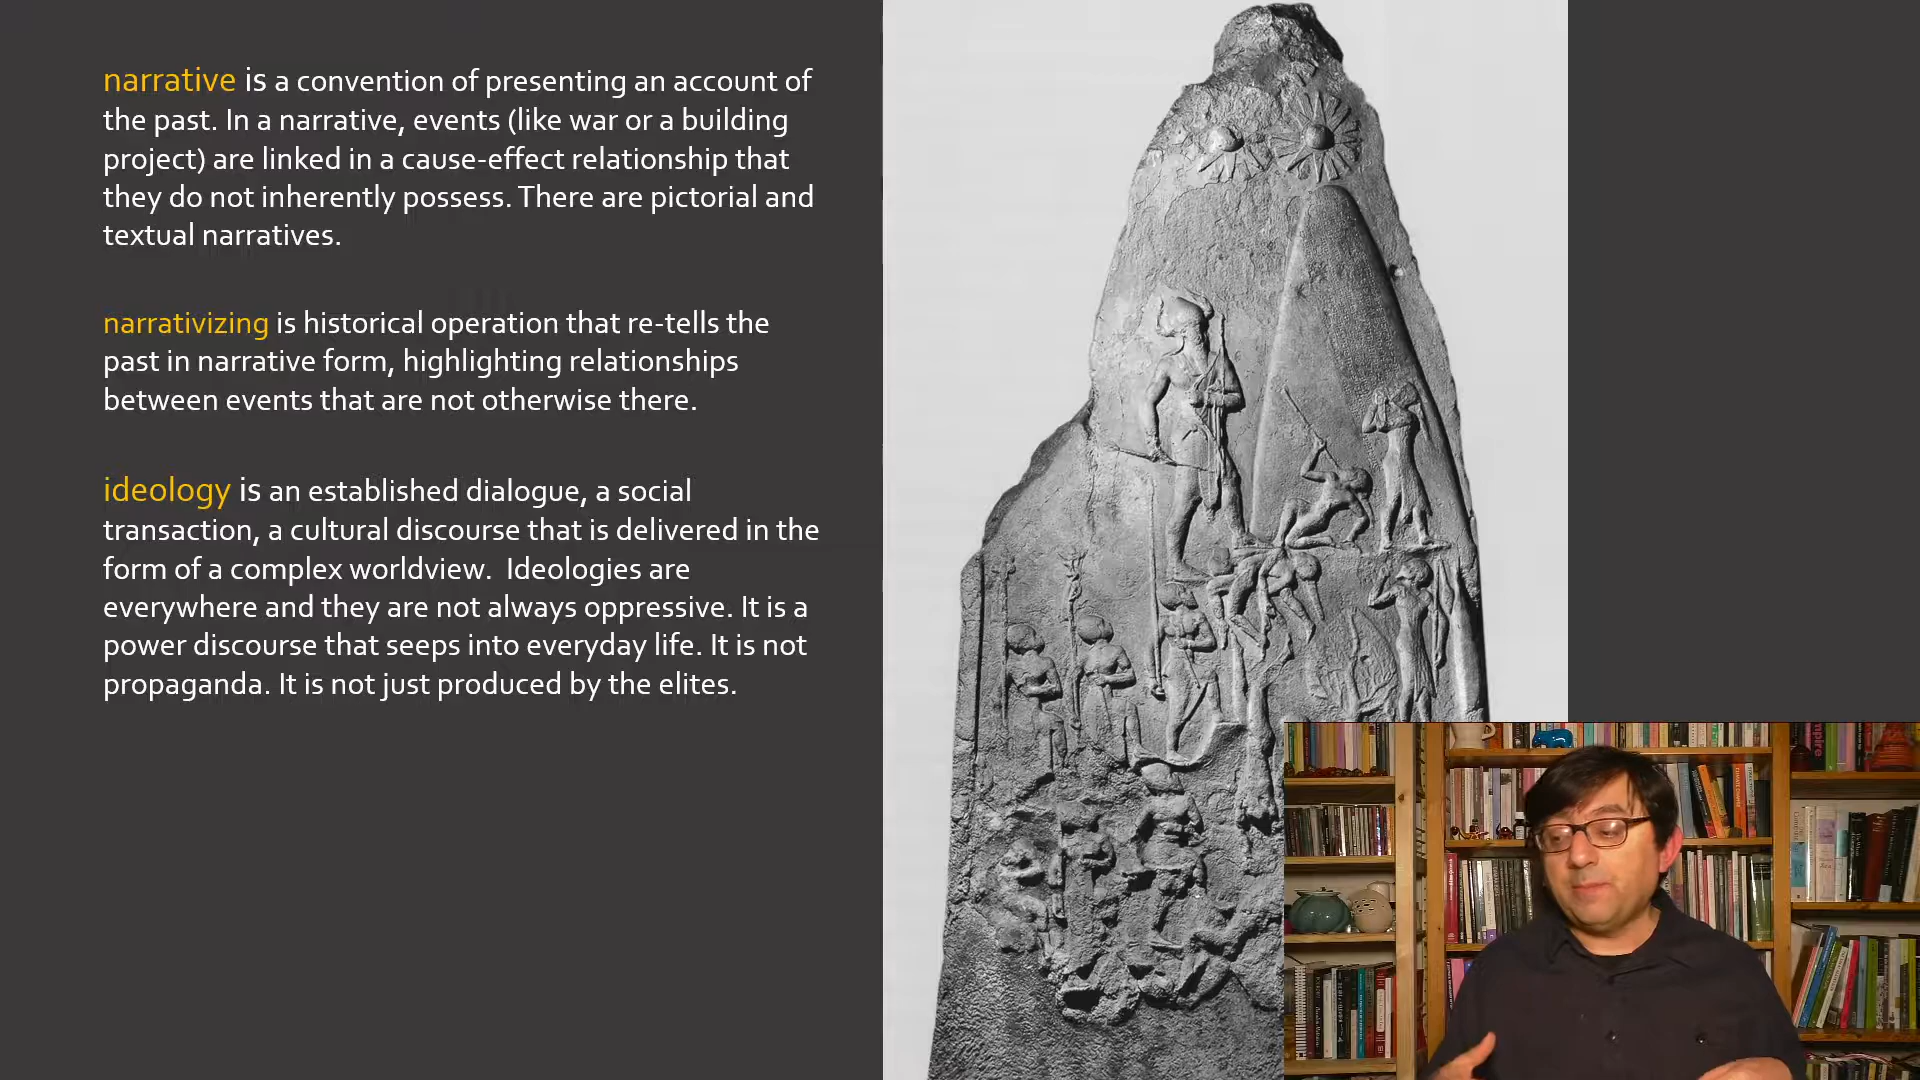 narrative is a convention of presenting an account of
the past. In a narrative, events (like war or a building
project) are linked in a cause-effect relationship that
they do not inherently possess. There are pictorial and
textual narratives.
narrativizing is historical operation that re-tells the
past in narrative form, highlighting relationships
between events that are not otherwise there.
ideology is an established dialogue, a social
transaction, a cultural discourse that is delivered in the
form of a complex worldview.  Ideologies are
everywhere and they are not always oppressive. It is a
power discourse that seeps into everyday life. It is not
propaganda. It is not just produced by the elites.